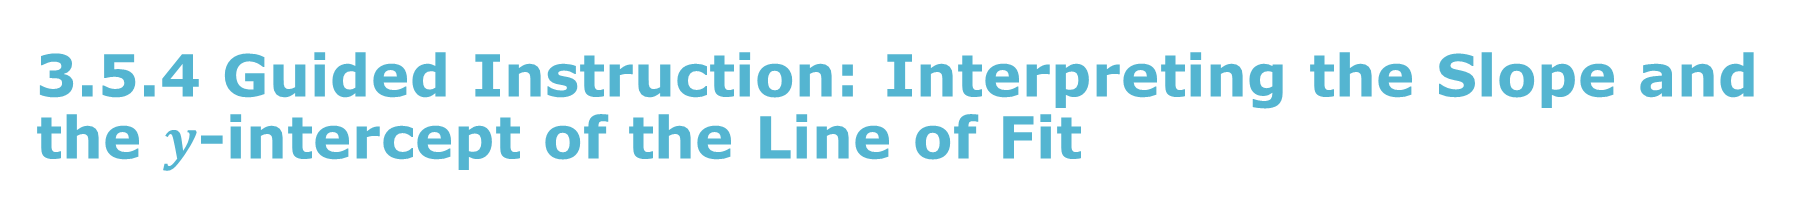 3.5.4 Guided Instruction: Interpreting the Slope and
the y-intercept of the Line of Fit